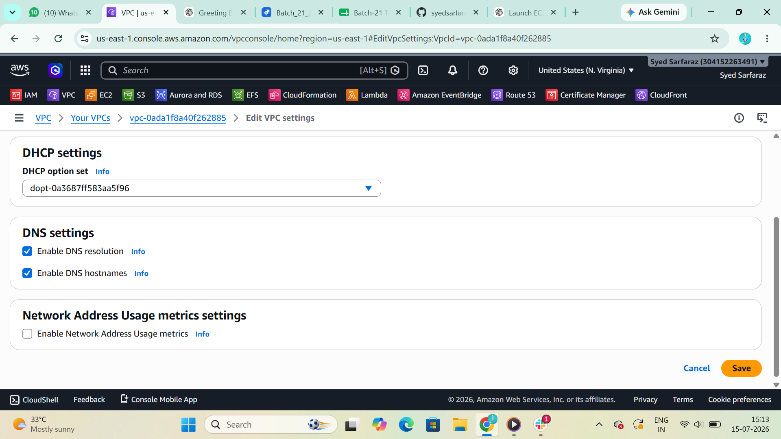 (10) Whats
VPC | us-e
Greeting E
Batch_21_
Batch-21 1
syedsarfar
Launch EC
Ask Gemini
us-east-1.console.aws.amazon.com/vpcconsole/home?region=us-east-1#EditVpcSettings:VpcId=vpc-0ada1f8a40f262885
aws
Search
[Alt+S]
United States (N. Virginia)
Syed Sarfaraz (304152263491)
Syed Sarfaraz
IAM VPC EC2 S3 Aurora and RDS EFS CloudFormation Lambda Amazon EventBridge Route 53 Certificate Manager CloudFront
VPC > Your VPCs > vpc-0ada1f8a40f262885 > Edit VPC settings
DHCP settings
DHCP option set Info
dopt-0a3687ff583aa5f96
DNS settings
Enable DNS resolution Info
Enable DNS hostnames Info
Network Address Usage metrics settings
Enable Network Address Usage metrics Info
Cancel Save
CloudShell Feedback Console Mobile App © 2026, Amazon Web Services, Inc. or its affiliates. Privacy Terms Cookie preferences
33°C
Mostly sunny
Search
ENG
IN
15:13
15-07-2026